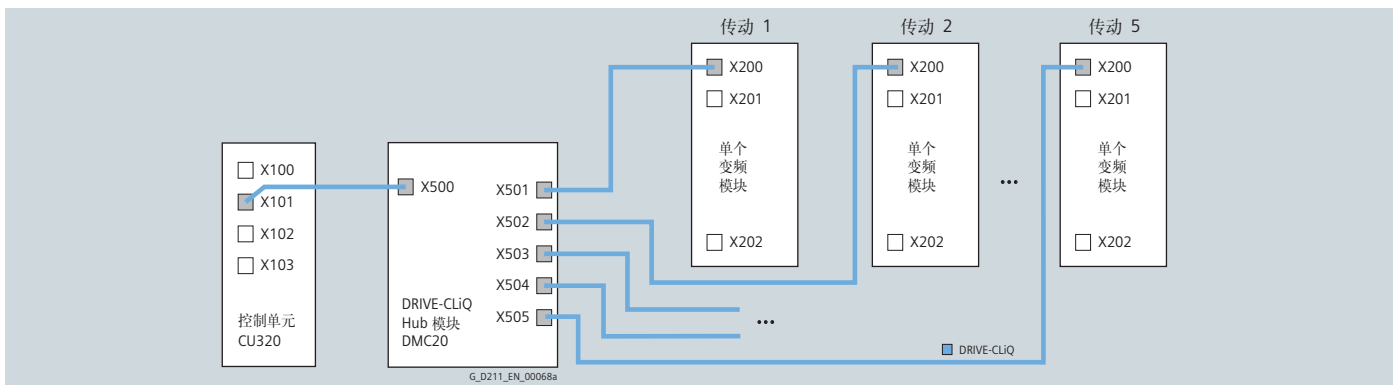 传动 1
传动 2
传动 5
X200
X201
单个
变频
模块
X202
X200
X201
单个
变频
模块
X202
...
X200
X201
单个
变频
模块
X202
X100
X101
X102
X103
控制单元
CU320
X500
X501
X502
X503
X504
X505
DRIVE-CLiQ
Hub 模块
DMC20
...
DRIVE-CLiQ
G_D211_EN_00068a